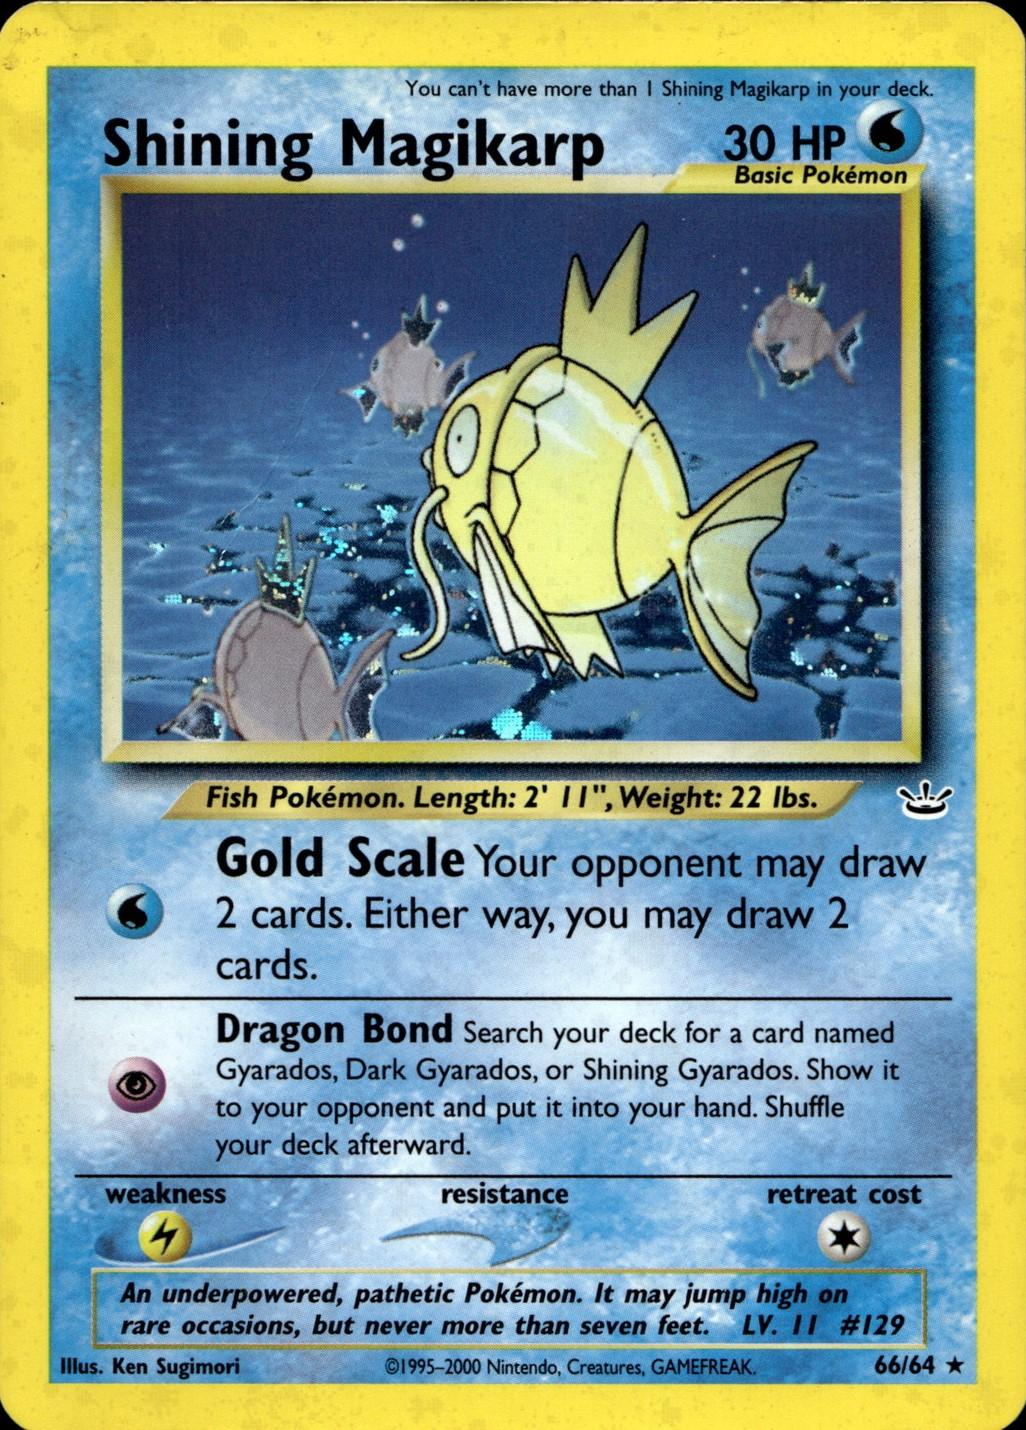 You can't have more than 1 Shining Magikarp in your deck.
Shining Magikarp
30 HP
Basic Pokémon
Fish Pokémon. Length: 2' 11", Weight: 22 lbs.
Gold Scale Your opponent may draw
2 cards. Either way, you may draw 2
cards.
Dragon Bond Search your deck for a card named
Gyarados, Dark Gyarados, or Shining Gyarados. Show it
to your opponent and put it into your hand. Shuffle
your deck afterward.
weakness resistance retreat cost
An underpowered, pathetic Pokémon. It may jump high on
rare occasions, but never more than seven feet. LV. 11 #129
Illus. Ken Sugimori ©1995–2000 Nintendo, Creatures, GAMEFREAK. 66/64 ★